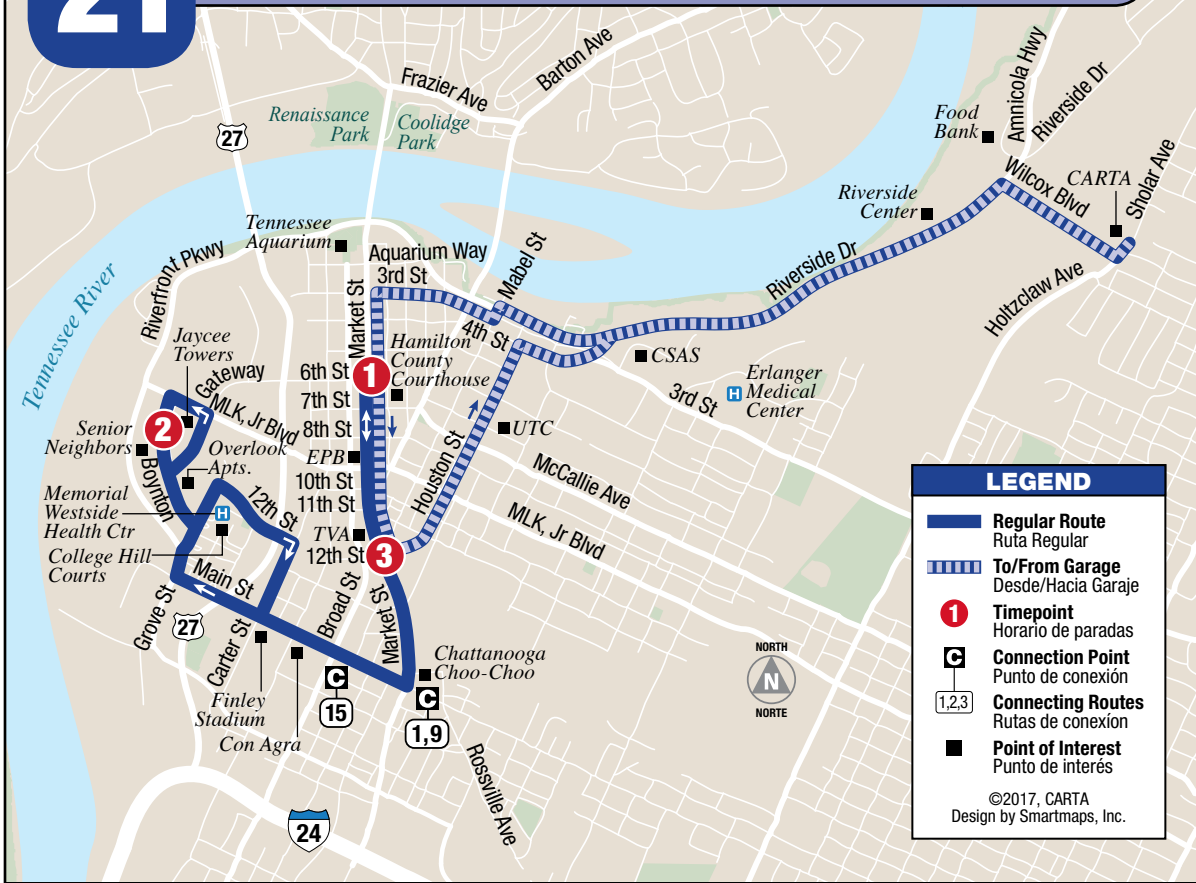 21
Frazier Ave
Barton Ave
Amnicola Hwy
Riverside Dr
Renaissance
Park
Coolidge
Park
27
Food
Bank
Wilcox Blvd
CARTA
Sholar Ave
Riverside
Center
Tennessee
Aquarium
Aquarium Way
3rd St
Mabel St
Riverside Dr
Holtzclaw Ave
Riverfront Pkwy
Tennessee River
Market St
4th St
Jaycee
Towers
Gateway
6th St
1
Hamilton
County
Courthouse
CSAS
Erlanger
Medical
Center
H
3rd St
7th St
MLK, Jr Blvd
8th St
2
Senior
Neighbors
Overlook
Apts.
EPB
UTC
Houston St
McCallie Ave
10th St
11th St
Boynton
Memorial
Westside
Health Ctr
H
12th St
College Hill
Courts
TVA
12th St
3
MLK, Jr Blvd
Main St
Grove St
27
Carter St
Broad St
Market St
Chattanooga
Choo-Choo
Finley
Stadium
Con Agra
C
15
C
1,9
Rossville Ave
24
NORTH
N
NORTE
LEGEND
Regular Route
Ruta Regular
To/From Garage
Desde/Hacia Garaje
1
Timepoint
Horario de paradas
C
Connection Point
Punto de conexión
1,2,3
Connecting Routes
Rutas de conexíon
Point of Interest
Punto de interés
©2017, CARTA
Design by Smartmaps, Inc.